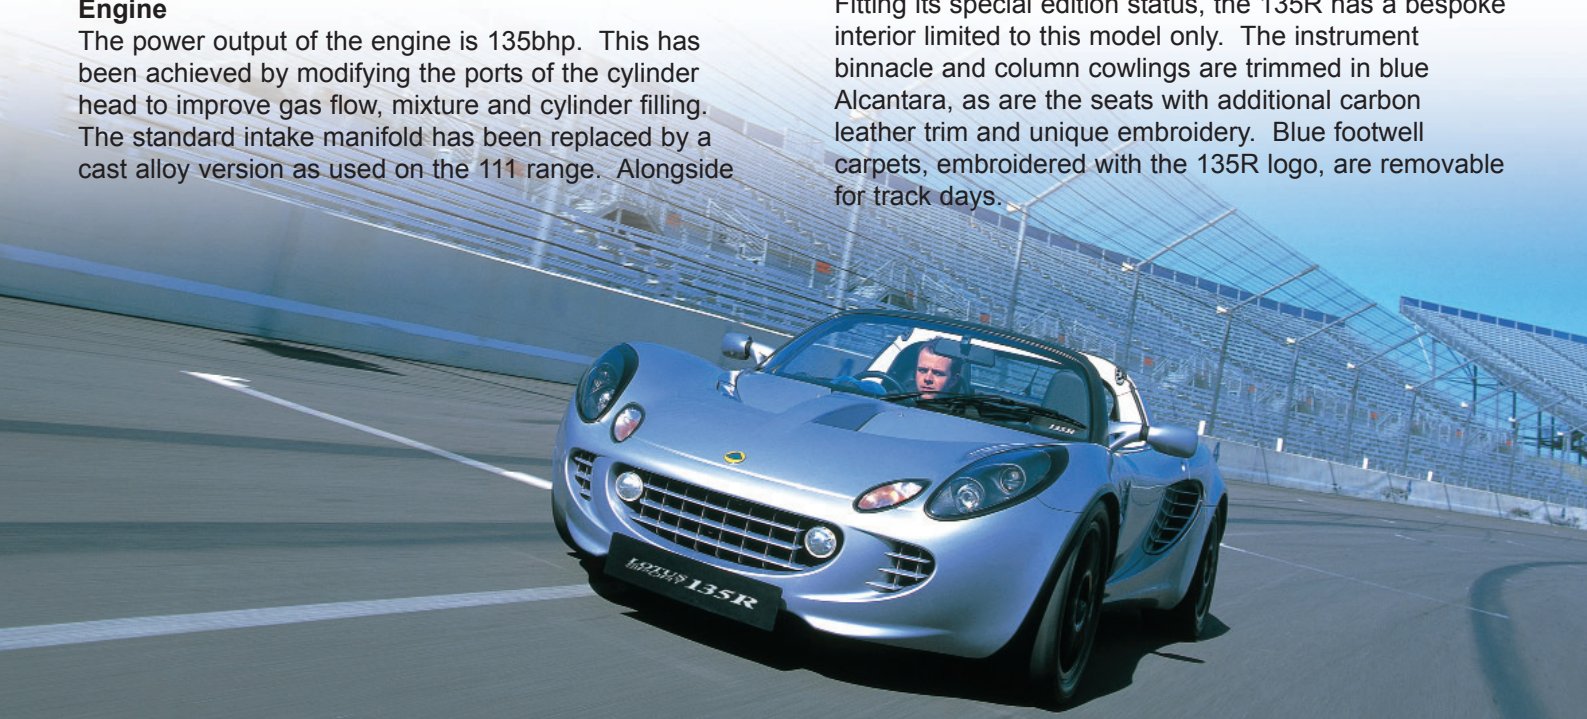 Engine
The power output of the engine is 135bhp. This has
been achieved by modifying the ports of the cylinder
head to improve gas flow, mixture and cylinder filling.
The standard intake manifold has been replaced by a
cast alloy version as used on the 111 range. Alongside
Fitting its special edition status, the 135R has a bespoke
interior limited to this model only. The instrument
binnacle and column cowlings are trimmed in blue
Alcantara, as are the seats with additional carbon
leather trim and unique embroidery. Blue footwell
carpets, embroidered with the 135R logo, are removable
for track days.
135R
LOTUS
SPORT 135R